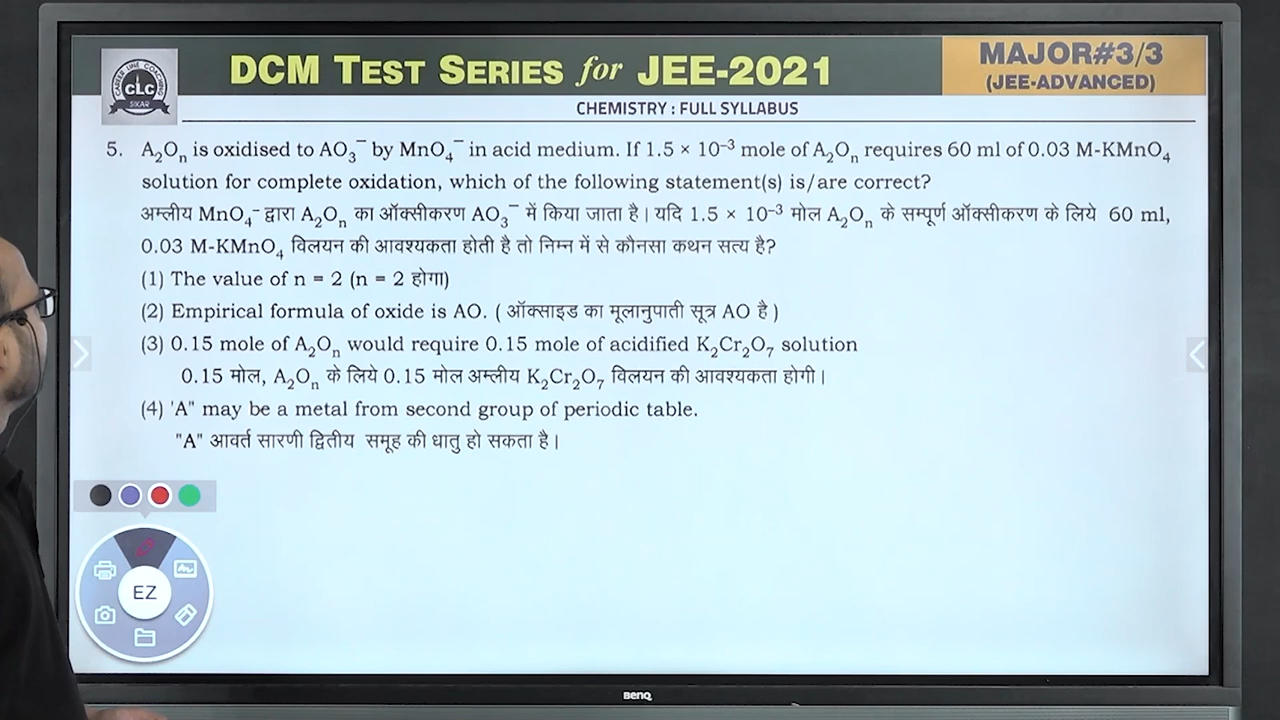 CAREER LINE COACHING
CLC
SIKAR
DCM TEST SERIES for JEE-2021
MAJOR#3/3
(JEE-ADVANCED)
CHEMISTRY : FULL SYLLABUS
5. A₂Oₙ is oxidised to AO₃⁻ by MnO₄⁻ in acid medium. If 1.5 × 10⁻³ mole of A₂Oₙ requires 60 ml of 0.03 M-KMnO₄
solution for complete oxidation, which of the following statement(s) is/are correct?
अम्लीय MnO₄⁻ द्वारा A₂Oₙ का ऑक्सीकरण AO₃⁻ में किया जाता है। यदि 1.5 × 10⁻³ मोल A₂Oₙ के सम्पूर्ण ऑक्सीकरण के लिये 60 ml,
0.03 M-KMnO₄ विलयन की आवश्यकता होती है तो निम्न में से कौनसा कथन सत्य है?
(1) The value of n = 2 (n = 2 होगा)
(2) Empirical formula of oxide is AO. ( ऑक्साइड का मूलानुपाती सूत्र AO है )
(3) 0.15 mole of A₂Oₙ would require 0.15 mole of acidified K₂Cr₂O₇ solution
0.15 मोल, A₂Oₙ के लिये 0.15 मोल अम्लीय K₂Cr₂O₇ विलयन की आवश्यकता होगी।
(4) 'A" may be a metal from second group of periodic table.
"A" आवर्त सारणी द्वितीय समूह की धातु हो सकता है।
EZ
BenQ